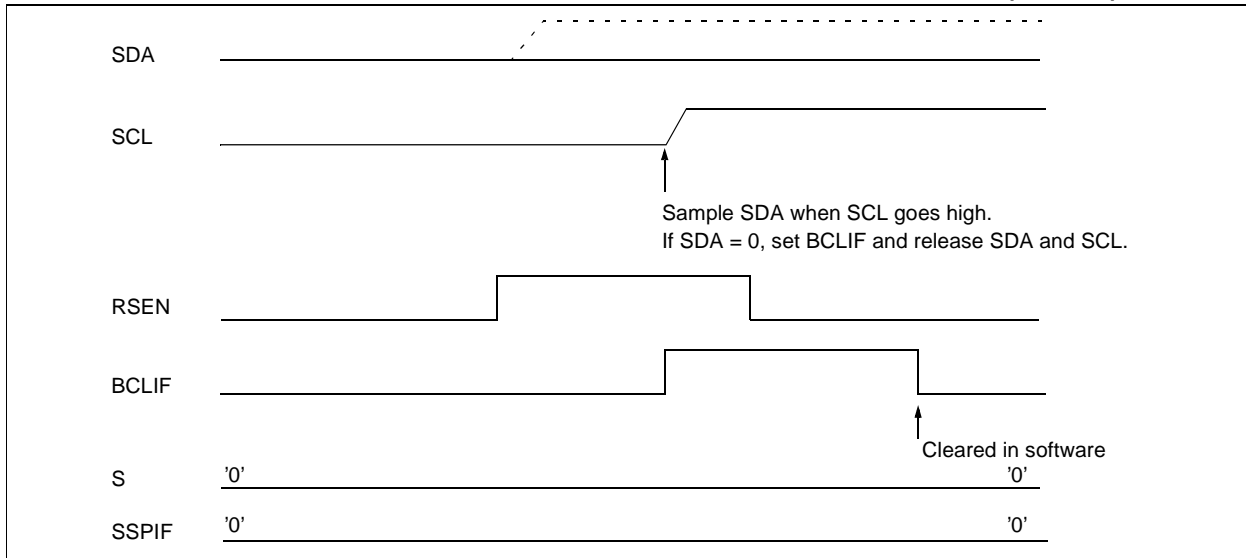 SDA
SCL
Sample SDA when SCL goes high.
If SDA = 0, set BCLIF and release SDA and SCL.
RSEN
BCLIF
Cleared in software
S '0' '0'
SSPIF '0' '0'